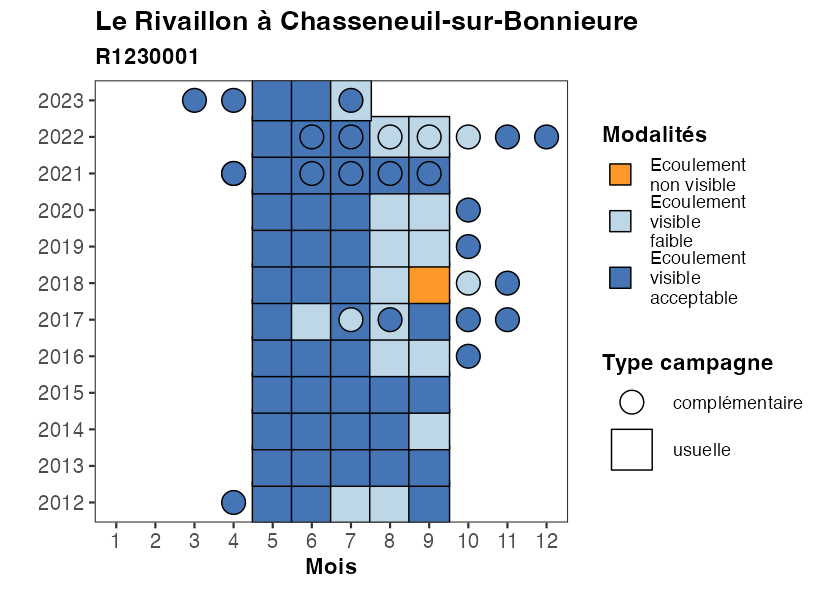 Le Rivaillon à Chasseneuil-sur-Bonnieure
R1230001
2023
2022
2021
2020
2019
2018
2017
2016
2015
2014
2013
2012
1 2 3 4 5 6 7 8 9 10 11 12
Mois
Modalités
Ecoulement
non visible
Ecoulement
visible
faible
Ecoulement
visible
acceptable
Type campagne
complémentaire
usuelle